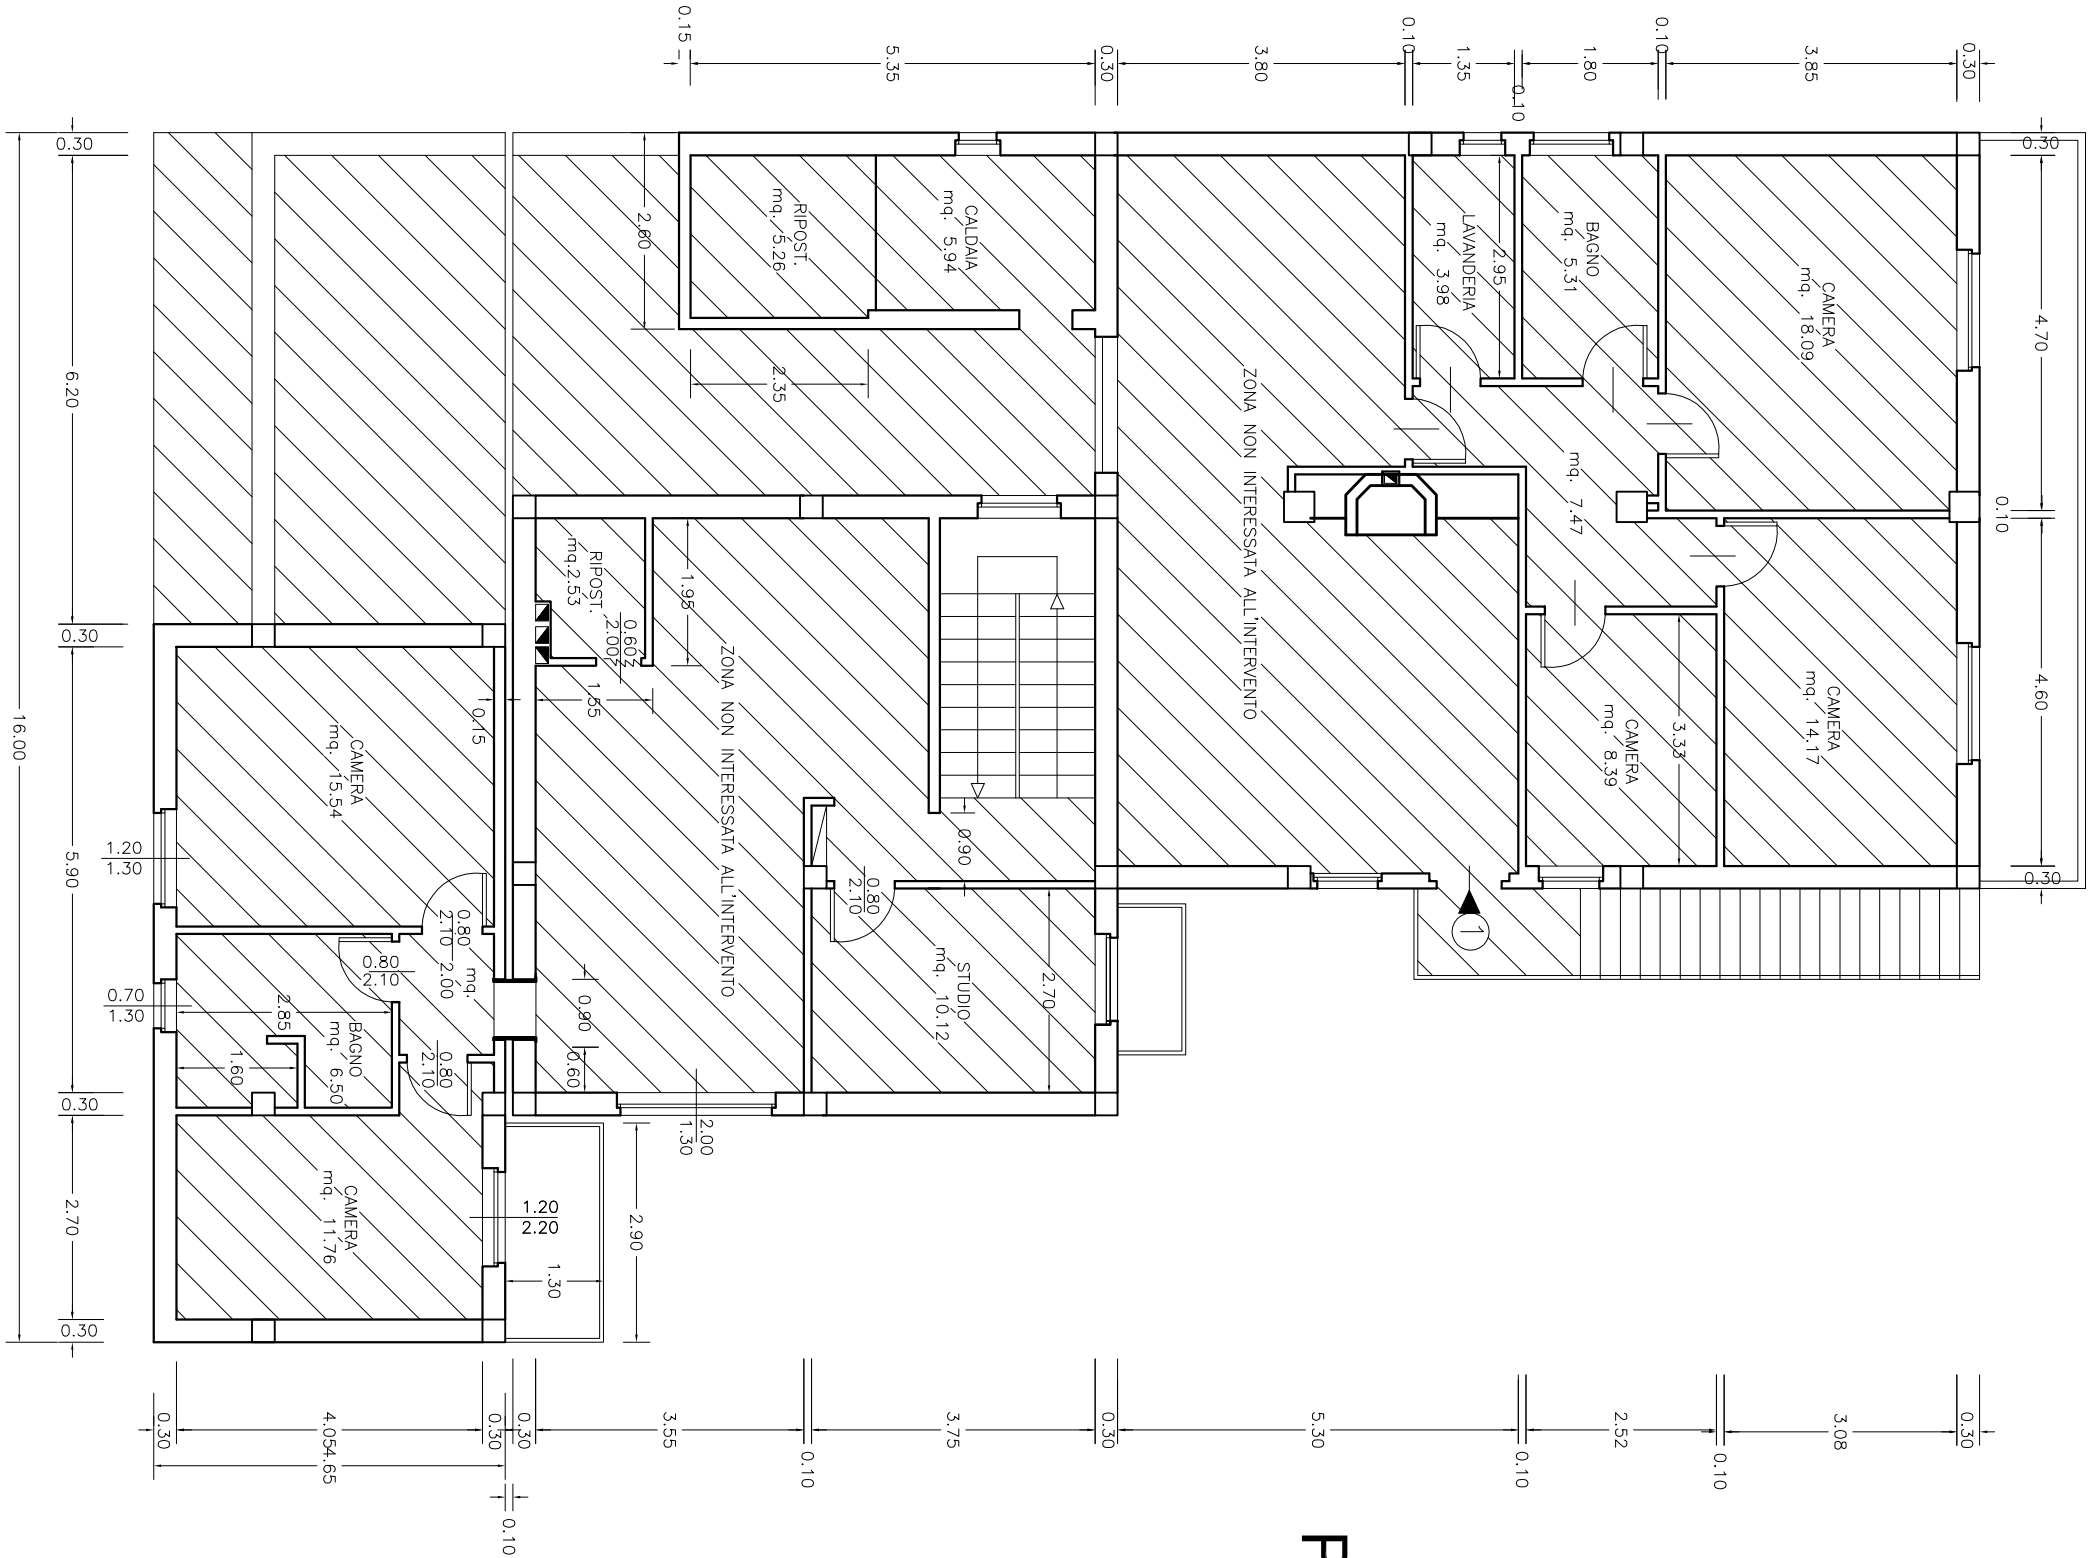 0.15
5.35
0.30
3.80
0.10
1.35
0.10
1.80
0.10
3.85
0.30
0.30
6.20
0.30
5.90
0.30
2.70
0.30
16.00
0.30
4.70
0.10
4.60
0.30
RIPOST.
mq. 5.26
CALDAIA
mq. 5.94
2.60
2.35
LAVANDERIA
mq. 3.98
2.95
BAGNO
mq. 5.31
CAMERA
mq. 18.09
ZONA NON INTERESSATA ALL'INTERVENTO
mq. 7.47
CAMERA
mq. 14.17
CAMERA
mq. 8.39
3.33
1
RIPOST.
mq.2.53
0.60
2.00
1.95
1.55
ZONA NON INTERESSATA ALL'INTERVENTO
0.90
0.80
2.10
STUDIO
mq. 10.12
2.70
0.90
0.60
2.00
1.30
CAMERA
mq. 15.54
0.15
1.20
1.30
0.80
2.10
mq.
2.00
0.80
2.10
0.70
1.30
2.85
BAGNO
mq. 6.50
1.60
0.80
2.10
CAMERA
mq. 11.76
1.20
2.20
1.30
2.90
0.30
4.05
4.65
0.30
0.10
0.30
3.55
0.10
3.75
0.30
5.30
0.10
2.52
0.10
3.08
0.30